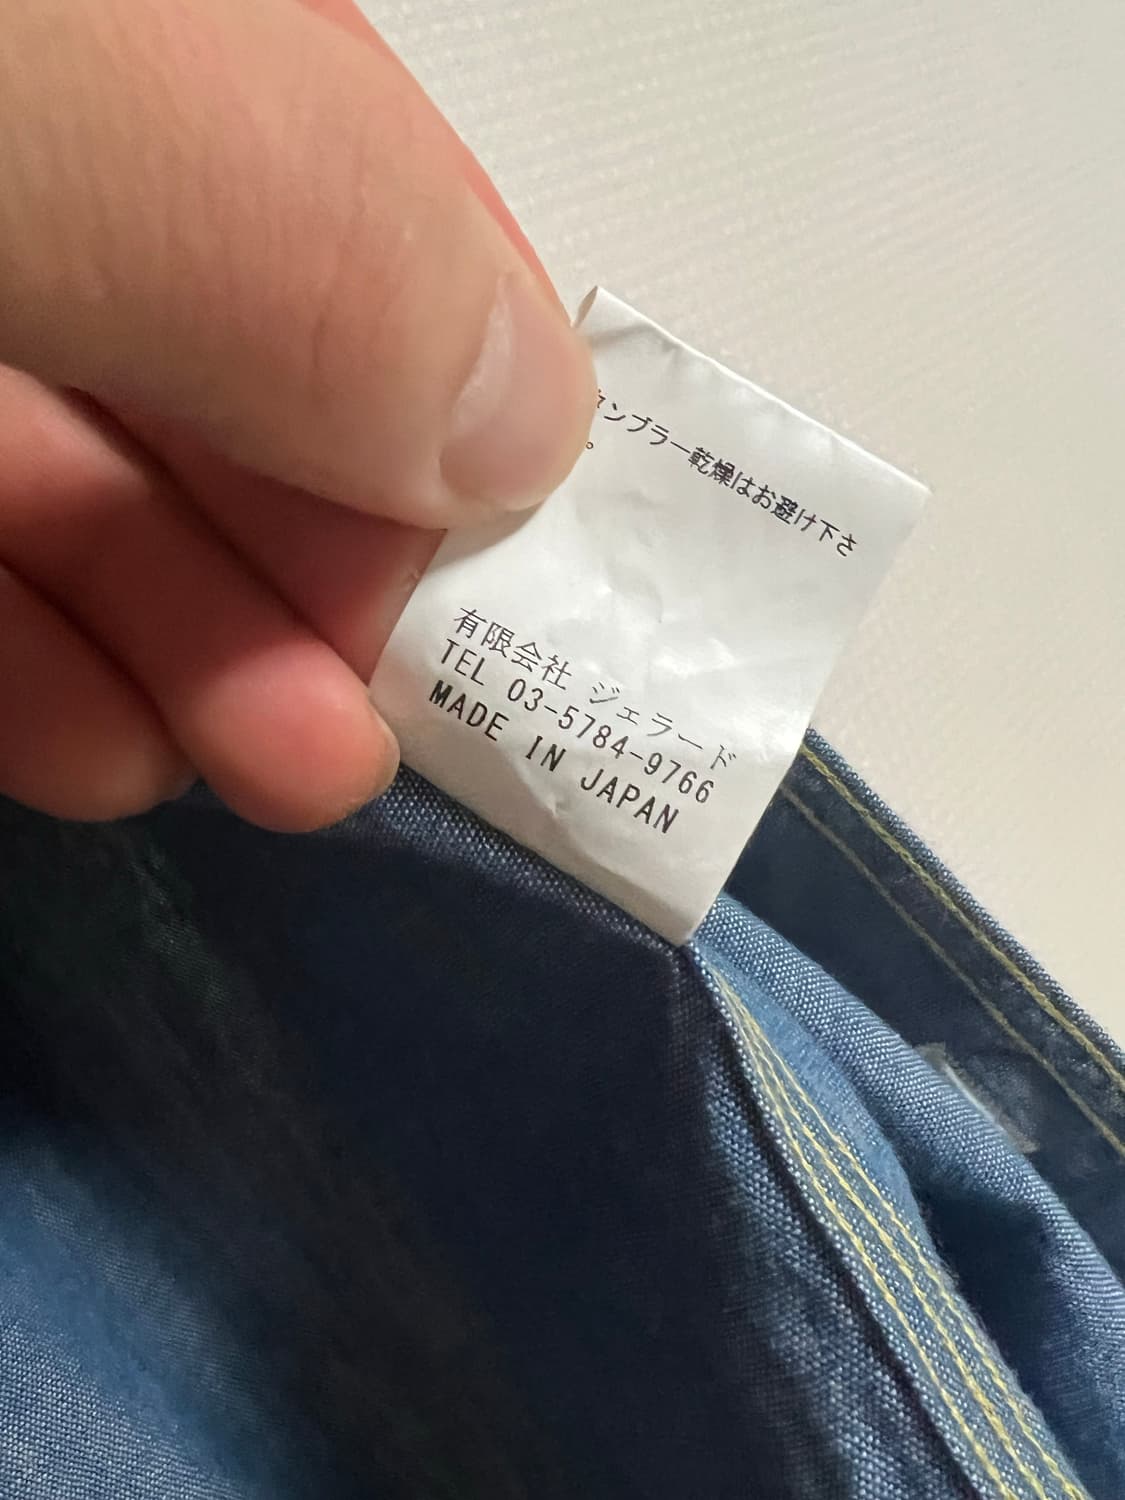 タンブラー乾燥はお避け下さ
。
有限会社 ジェラード
TEL 03-5784-9766
MADE IN JAPAN